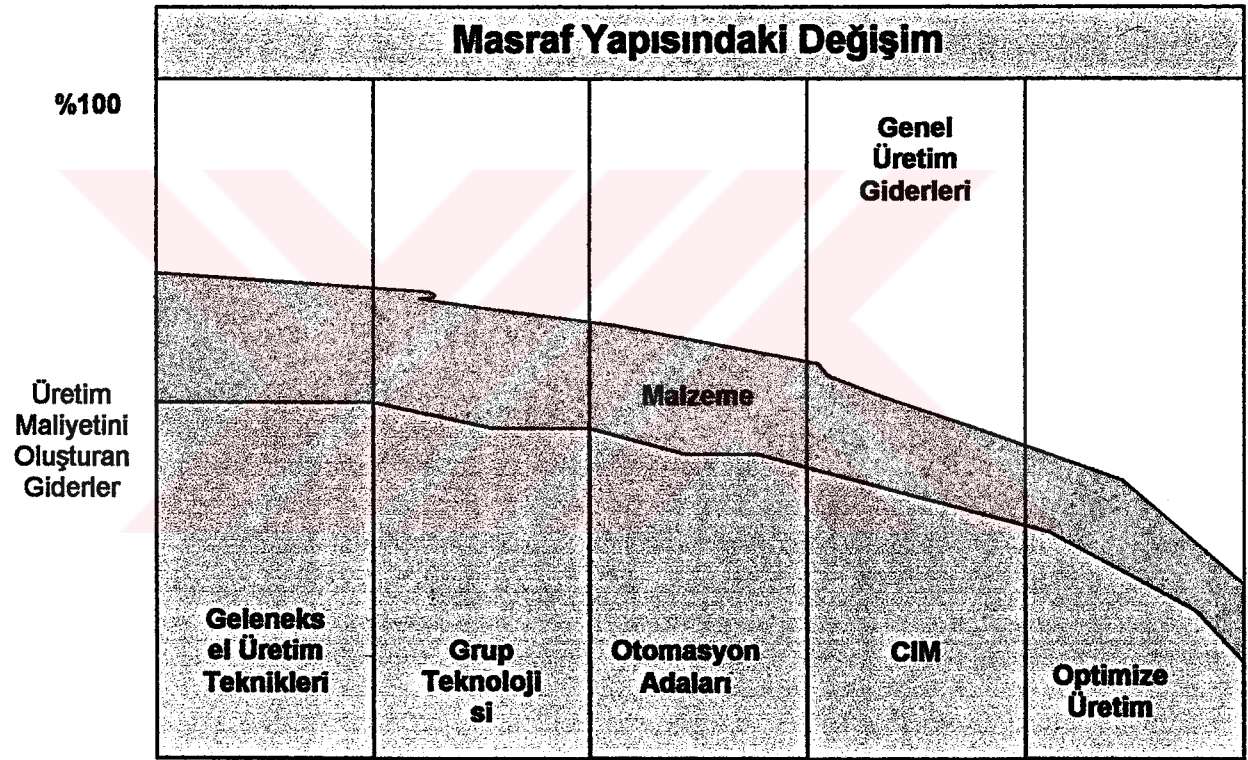 Masraf Yapısındaki Değişim
%100
Genel
Üretim
Giderleri
Malzeme
Üretim
Maliyetini
Oluşturan
Giderler
Geleneks
el Üretim
Teknikleri
Grup
Teknoloji
si
Otomasyon
Adaları
CIM
Optimize
Üretim